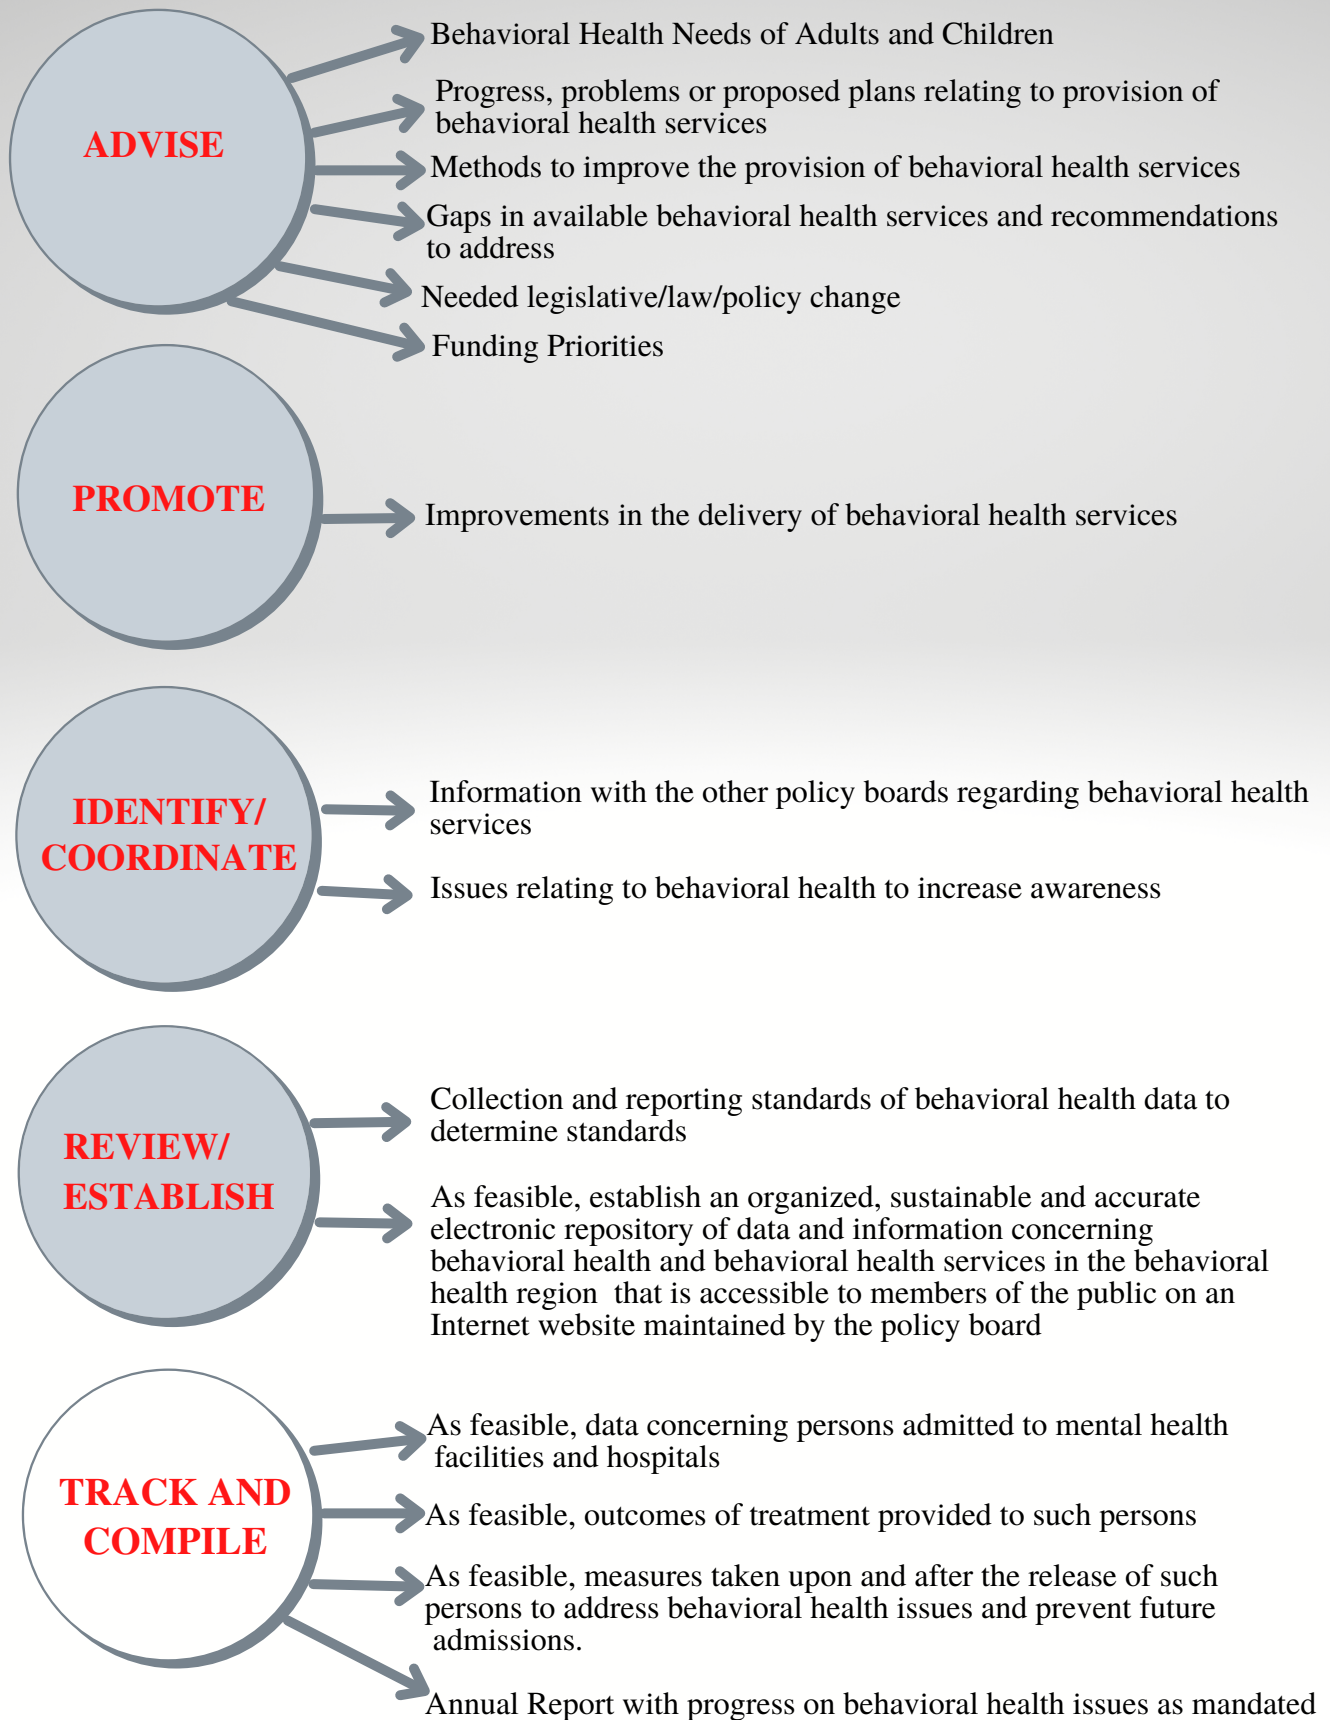 ADVISE
Behavioral Health Needs of Adults and Children
Progress, problems or proposed plans relating to provision of
behavioral health services
Methods to improve the provision of behavioral health services
Gaps in available behavioral health services and recommendations
to address
Needed legislative/law/policy change
Funding Priorities
PROMOTE
Improvements in the delivery of behavioral health services
IDENTIFY/
COORDINATE
Information with the other policy boards regarding behavioral health
services
Issues relating to behavioral health to increase awareness
REVIEW/
ESTABLISH
Collection and reporting standards of behavioral health data to
determine standards
As feasible, establish an organized, sustainable and accurate
electronic repository of data and information concerning
behavioral health and behavioral health services in the behavioral
health region that is accessible to members of the public on an
Internet website maintained by the policy board
TRACK AND
COMPILE
As feasible, data concerning persons admitted to mental health
facilities and hospitals
As feasible, outcomes of treatment provided to such persons
As feasible, measures taken upon and after the release of such
persons to address behavioral health issues and prevent future
admissions.
Annual Report with progress on behavioral health issues as mandated